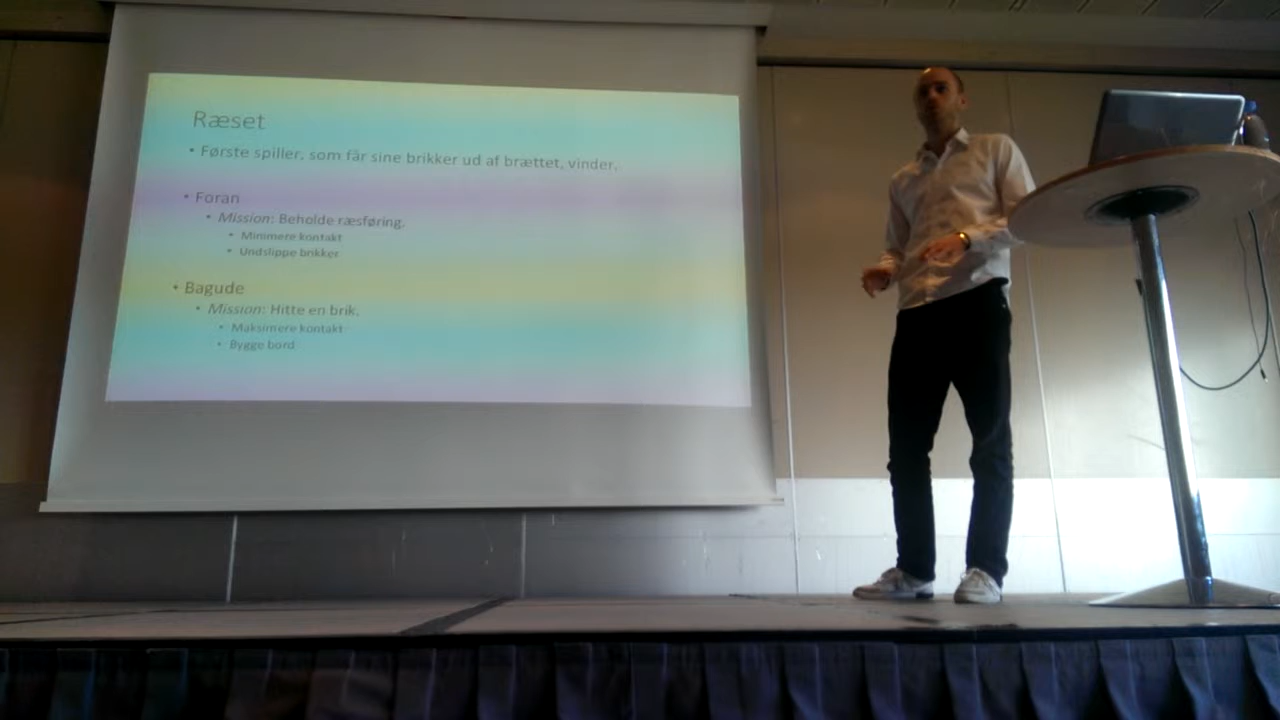 Ræset
• Første spiller, som får sine brikker ud af brættet, vinder.
• Foran
• Mission: Beholde ræsføring.
• Minimere kontakt
• Undslippe brikker
• Bagude
• Mission: Hitte en brik.
• Maksimere kontakt
• Bygge bord